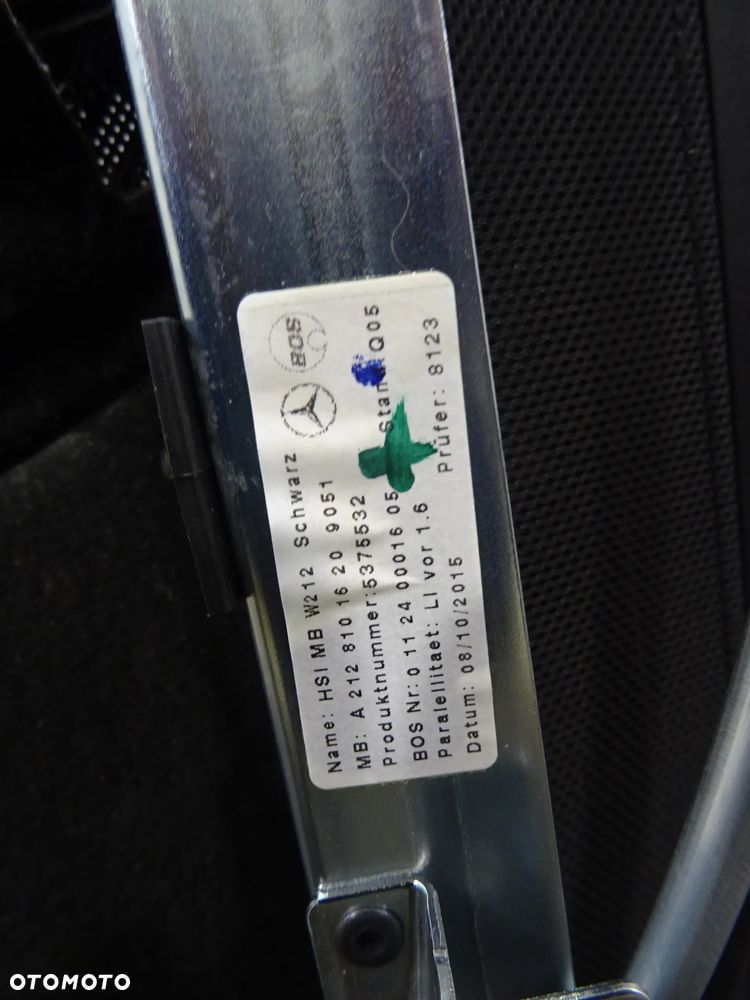 BOS
Name: HSI MB W212 Schwarz
MB: A 212 810 16 20 9051
Produktnummer:5375532
BOS Nr: 0 11 24 00016 05 Stand Q05
Paralellitaet: LI vor 1.6
Datum: 08/10/2015 Prüfer: 8123
OTOMOTO